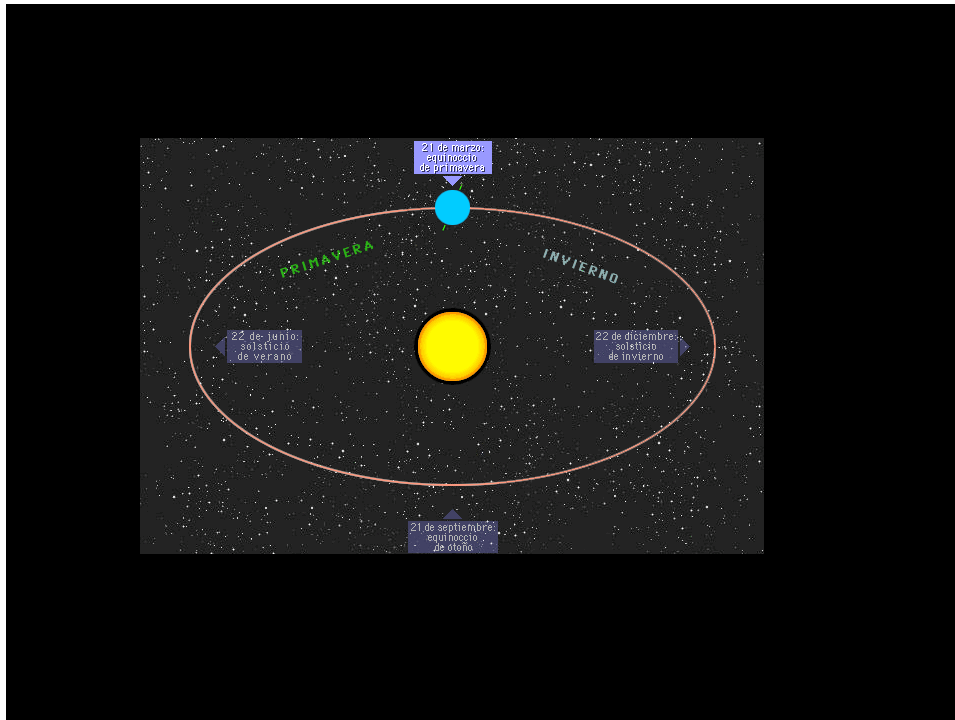 21 de marzo:
equinoccio
de primavera
PRIMAVERA
INVIERNO
22 de junio:
solsticio
de verano
22 de diciembre:
solsticio
de invierno
21 de septiembre:
equinoccio
de otoño